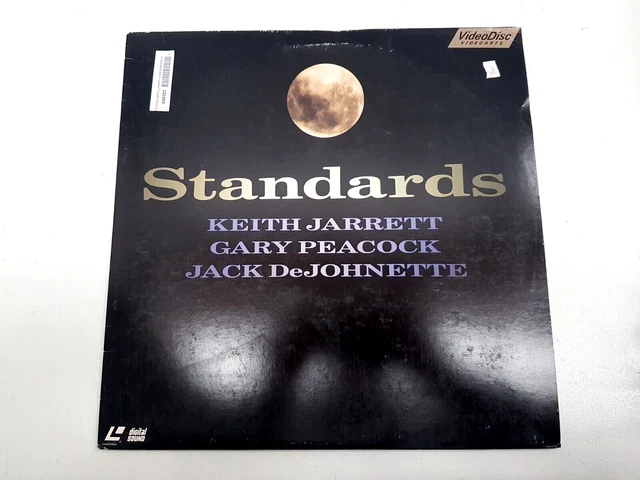 VideoDisc
VIDEOARTS
Standards
KEITH JARRETT
GARY PEACOCK
JACK DeJOHNETTE
digital
SOUND